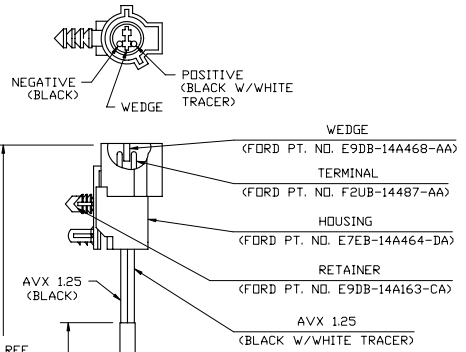 NEGATIVE
(BLACK)
WEDGE
POSITIVE
(BLACK W/WHITE
TRACER)
WEDGE
(FORD PT. NO. E9DB-14A468-AA)
TERMINAL
(FORD PT. NO. F2UB-14487-AA)
HOUSING
(FORD PT. NO. E7EB-14A464-DA)
RETAINER
(FORD PT. NO. E9DB-14A163-CA)
AVX 1.25
(BLACK)
AVX 1.25
(BLACK W/WHITE TRACER)
REF